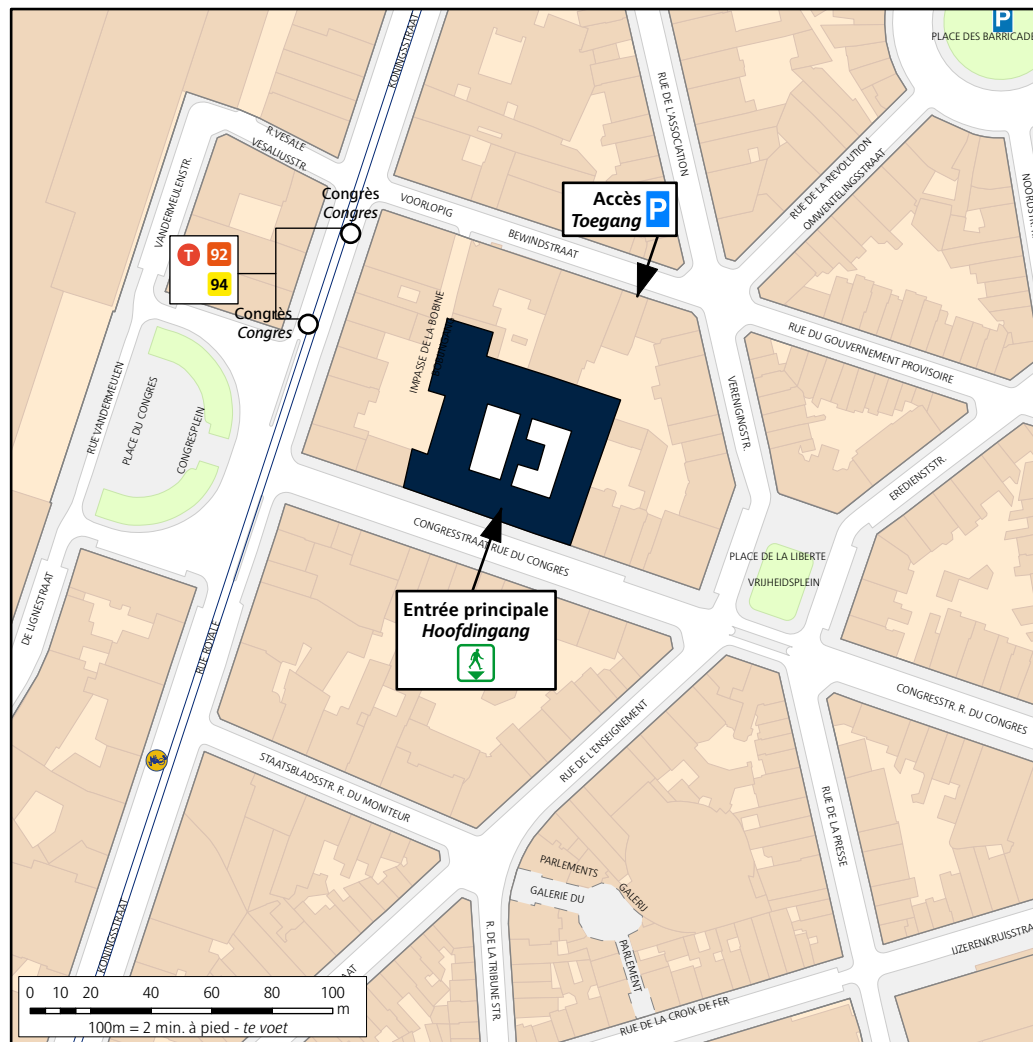 KONINGSSTRAAT
P
PLACE DES BARRICADE
RUE DE L'ASSOCIATION
R.VESALE
VESALIUSSTR.
VANDERMEULENSTR.
RUE DE LA REVOLUTION
OMWENTELINGSSTRAAT
NOORDSTR.
Congrès
Congres
VOORLOPIG
BEWINDSTRAAT
Accès
Toegang
P
T 92
94
Congrès
Congres
IMPASSE DE LA BOBINE
RUE DU GOUVERNEMENT PROVISOIRE
VERENIGINGSTR.
RUE VANDERMEULEN
PLACE DU CONGRES
CONGRESPLEIN
EREDIENSTSTR.
CONGRESSTRAAT RUE DU CONGRES
PLACE DE LA LIBERTE
VRIJHEIDSPLEIN
DE LIGNESTRAAT
RUE ROYALE
Entrée principale
Hoofdingang
CONGRESSTR. R. DU CONGRES
RUE DE L'ENSEIGNEMENT
STAATSBLADSSTR. R. DU MONITEUR
RUE DE LA PRESSE
PARLEMENTS
GALERIJ
GALERIE DU
PARLEMENT
KONINGSSTRAAT
R. DE LA TRIBUNE STR.
AAT
IJZERENKRUISSTRA
RUE DE LA CROIX DE FER
0 10 20 40 60 80 100
m
100m = 2 min. à pied - te voet